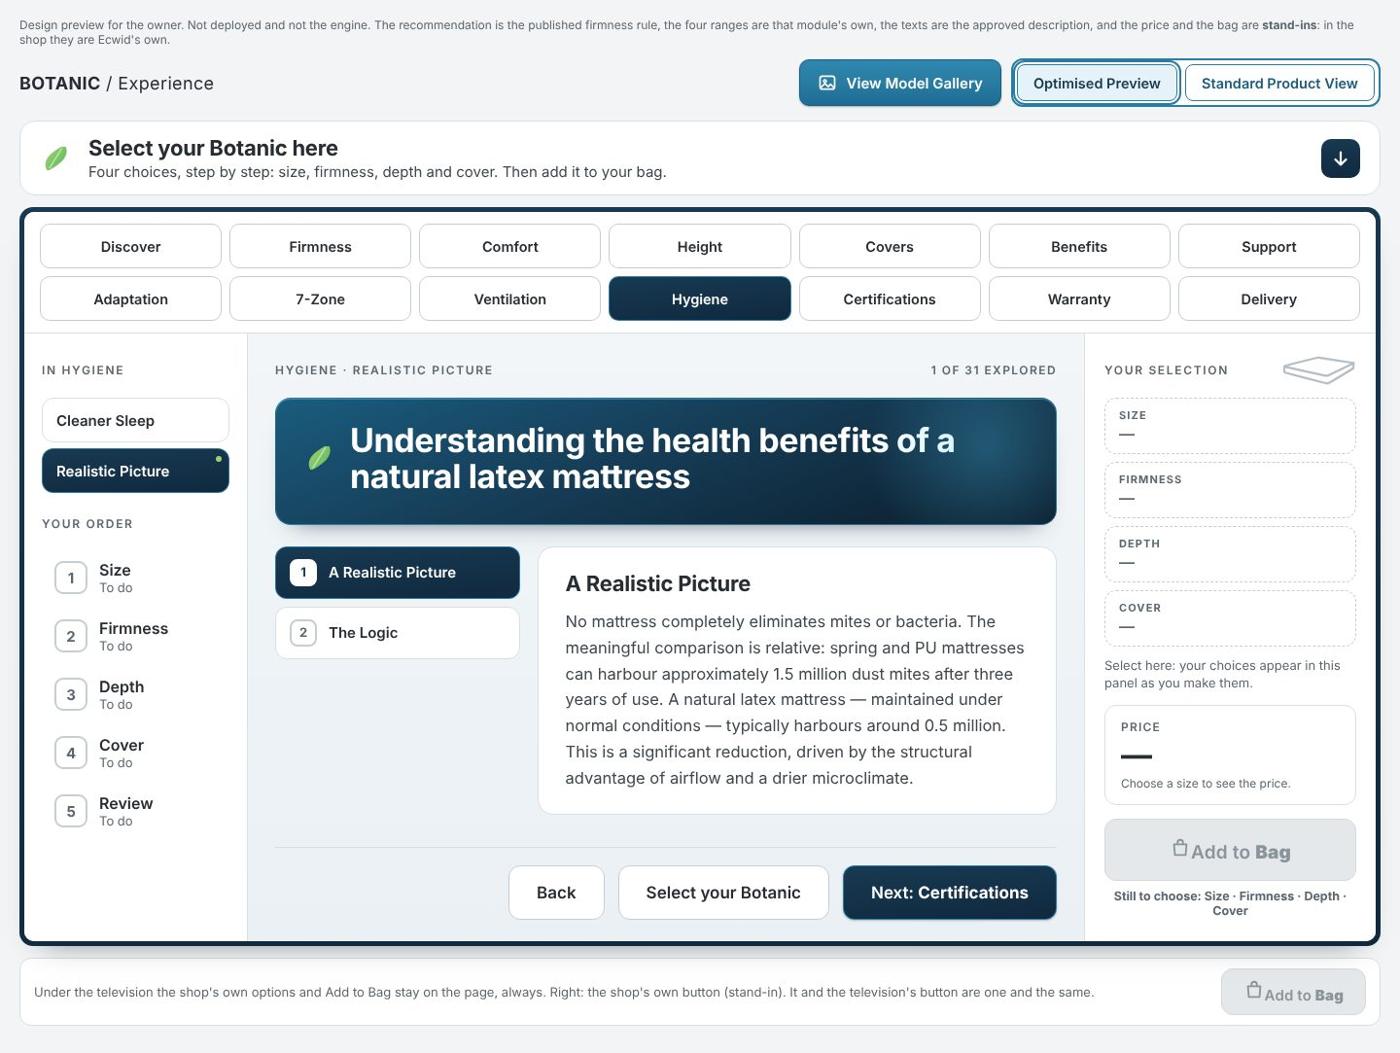 Design preview for the owner. Not deployed and not the engine. The recommendation is the published firmness rule, the four ranges are that module's own, the texts are the approved description, and the price and the bag are stand-ins: in the
shop they are Ecwid's own.
BOTANIC / Experience
View Model Gallery
Optimised Preview
Standard Product View
Select your Botanic here
Four choices, step by step: size, firmness, depth and cover. Then add it to your bag.
Discover
Firmness
Comfort
Height
Covers
Benefits
Support
Adaptation
7-Zone
Ventilation
Hygiene
Certifications
Warranty
Delivery
IN HYGIENE
Cleaner Sleep
Realistic Picture
YOUR ORDER
1
Size
To do
2
Firmness
To do
3
Depth
To do
4
Cover
To do
5
Review
To do
HYGIENE · REALISTIC PICTURE
1 OF 31 EXPLORED
Understanding the health benefits of a
natural latex mattress
1 A Realistic Picture
2 The Logic
A Realistic Picture
No mattress completely eliminates mites or bacteria. The
meaningful comparison is relative: spring and PU mattresses
can harbour approximately 1.5 million dust mites after three
years of use. A natural latex mattress — maintained under
normal conditions — typically harbours around 0.5 million.
This is a significant reduction, driven by the structural
advantage of airflow and a drier microclimate.
Back
Select your Botanic
Next: Certifications
YOUR SELECTION
SIZE
—
FIRMNESS
—
DEPTH
—
COVER
—
Select here: your choices appear in this
panel as you make them.
PRICE
—
Choose a size to see the price.
Add to Bag
Still to choose: Size · Firmness · Depth ·
Cover
Under the television the shop's own options and Add to Bag stay on the page, always. Right: the shop's own button (stand-in). It and the television's button are one and the same.
Add to Bag